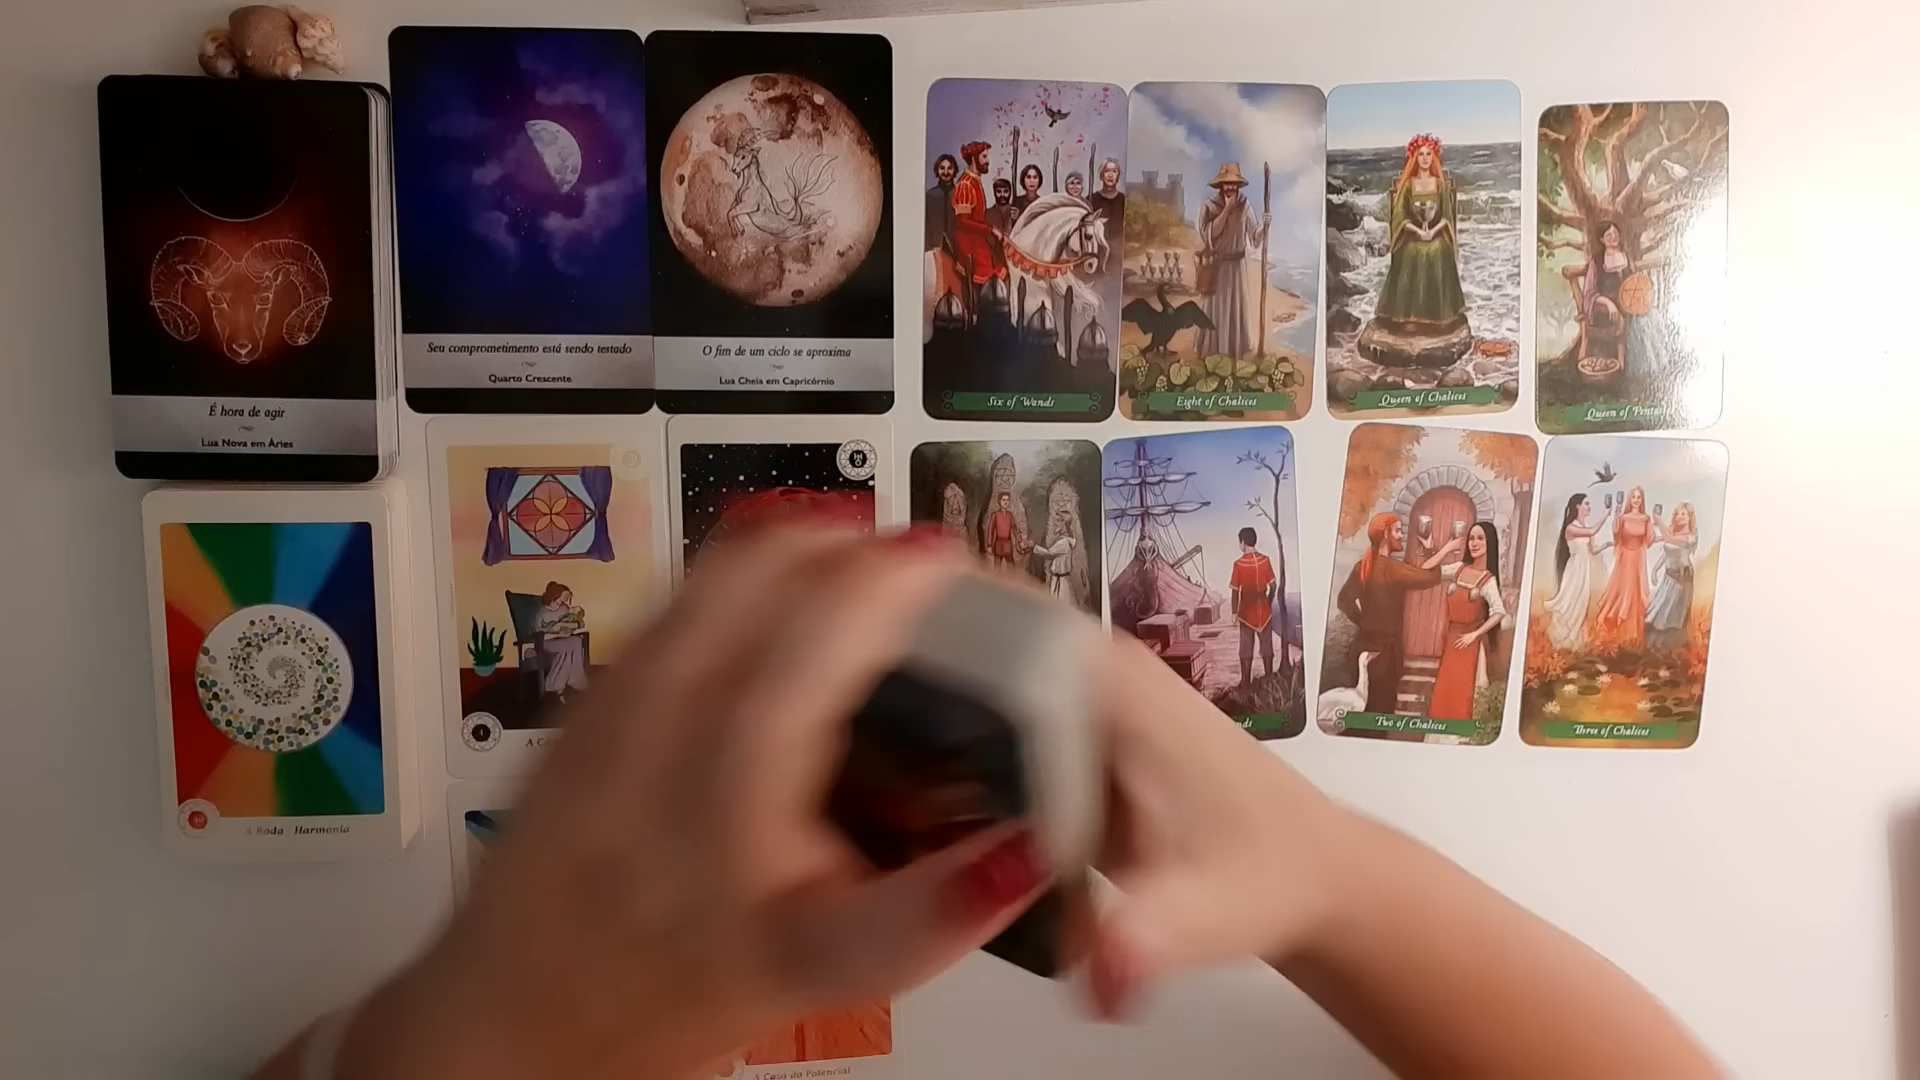 É hora de agir
Lua Nova em Áries
Seu comprometimento está sendo testado
Quarto Crescente
O fim de um ciclo se aproxima
Lua Cheia em Capricórnio
Six of Wands
Eight of Chalices
Queen of Chalices
Queen of
Two of Chalices
Three of Chalices
A Roda Harmonia
A Casa do Potencial